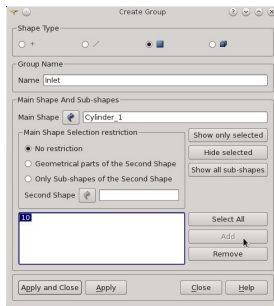 Create Group
Shape Type
Group Name
Name Inlet
Main Shape And Sub-shapes
Main Shape Cylinder_1
Main Shape Selection restriction
No restriction
Geometrical parts of the Second Shape
Only Sub-shapes of the Second Shape
Second Shape
Show only selected
Hide selected
Show all sub-shapes
10
Select All
Add
Remove
Apply and Close Apply Close Help